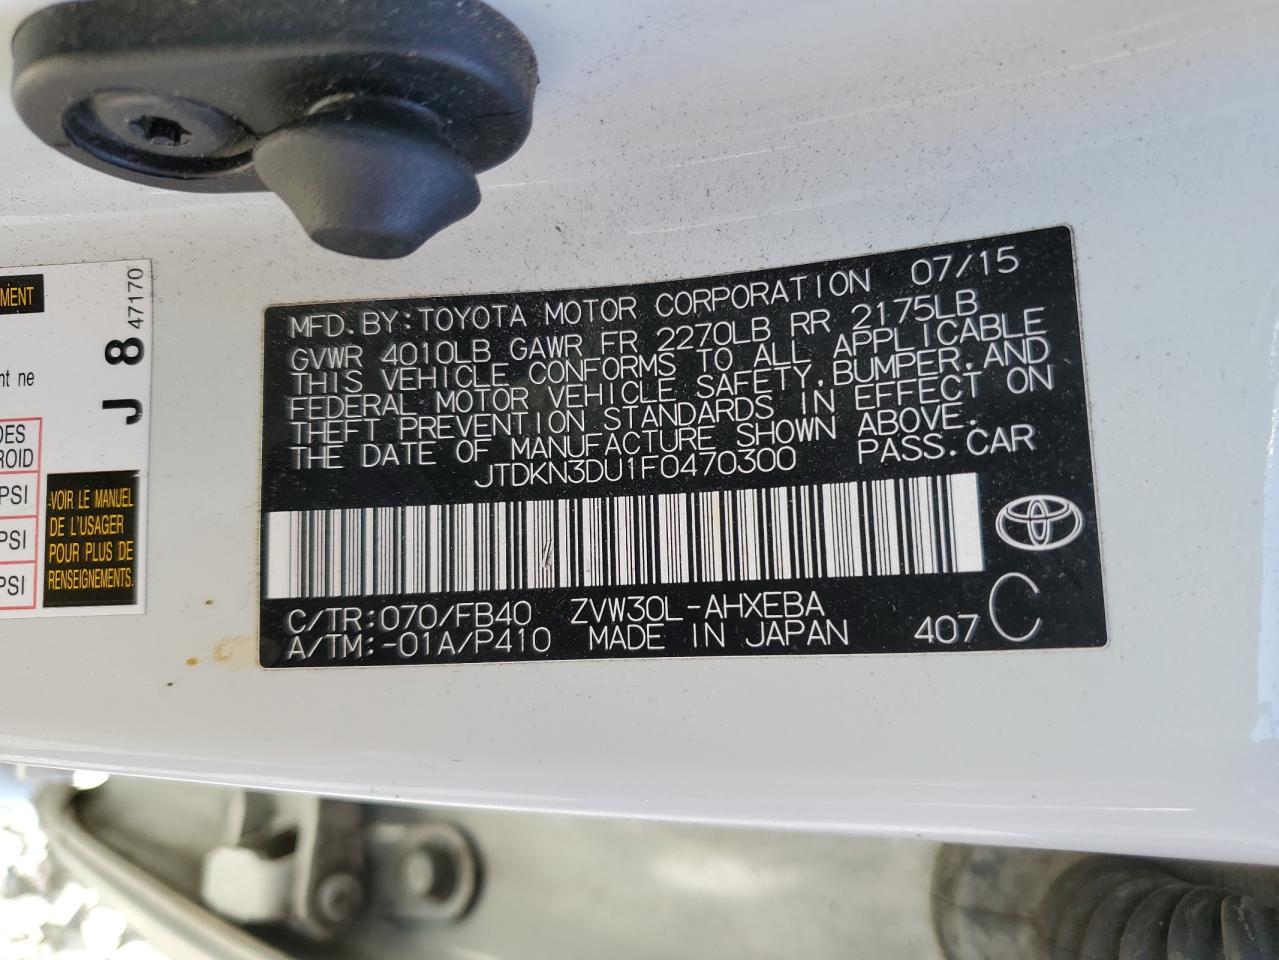 MENT
nt ne
DES
ROID
PSI
PSI
PSI
J 8
47170
VOIR LE MANUEL
DE L'USAGER
POUR PLUS DE
RENSEIGNEMENTS.
MFD. BY: TOYOTA MOTOR CORPORATION 07/15
GVWR 4010LB GAWR FR 2270LB RR 2175LB
THIS VEHICLE CONFORMS TO ALL APPLICABLE
FEDERAL MOTOR VEHICLE SAFETY, BUMPER, AND
THEFT PREVENTION STANDARDS IN EFFECT ON
THE DATE OF MANUFACTURE SHOWN ABOVE.
JTDKN3DU1F0470300 PASS. CAR
C/TR: 070/FB40 ZVW30L-AHXEBA
A/TM: -01A/P410 MADE IN JAPAN 407 C